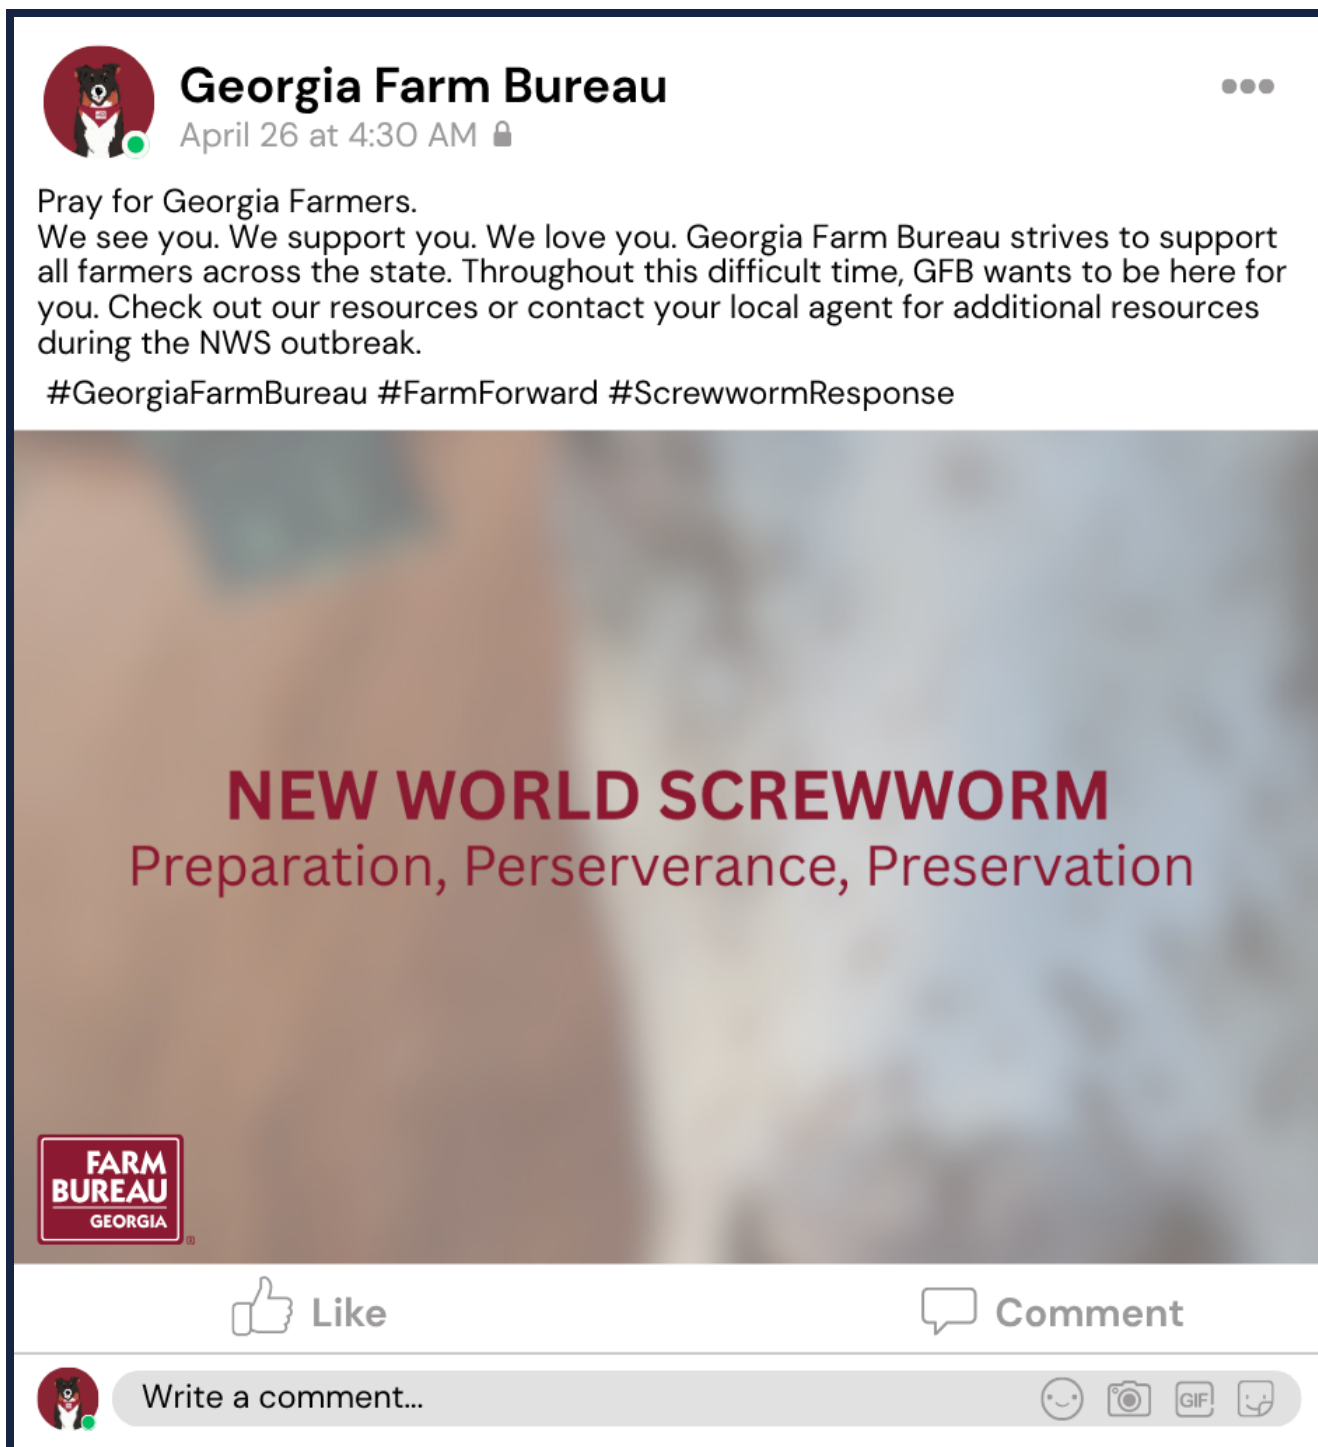 Georgia Farm Bureau
April 26 at 4:30 AM
Pray for Georgia Farmers.
We see you. We support you. We love you. Georgia Farm Bureau strives to support
all farmers across the state. Throughout this difficult time, GFB wants to be here for
you. Check out our resources or contact your local agent for additional resources
during the NWS outbreak.
#GeorgiaFarmBureau #FarmForward #ScrewwormResponse
NEW WORLD SCREWWORM
Preparation, Perserverance, Preservation
FARM
BUREAU
GEORGIA
®
Like
Comment
Write a comment...
GIF